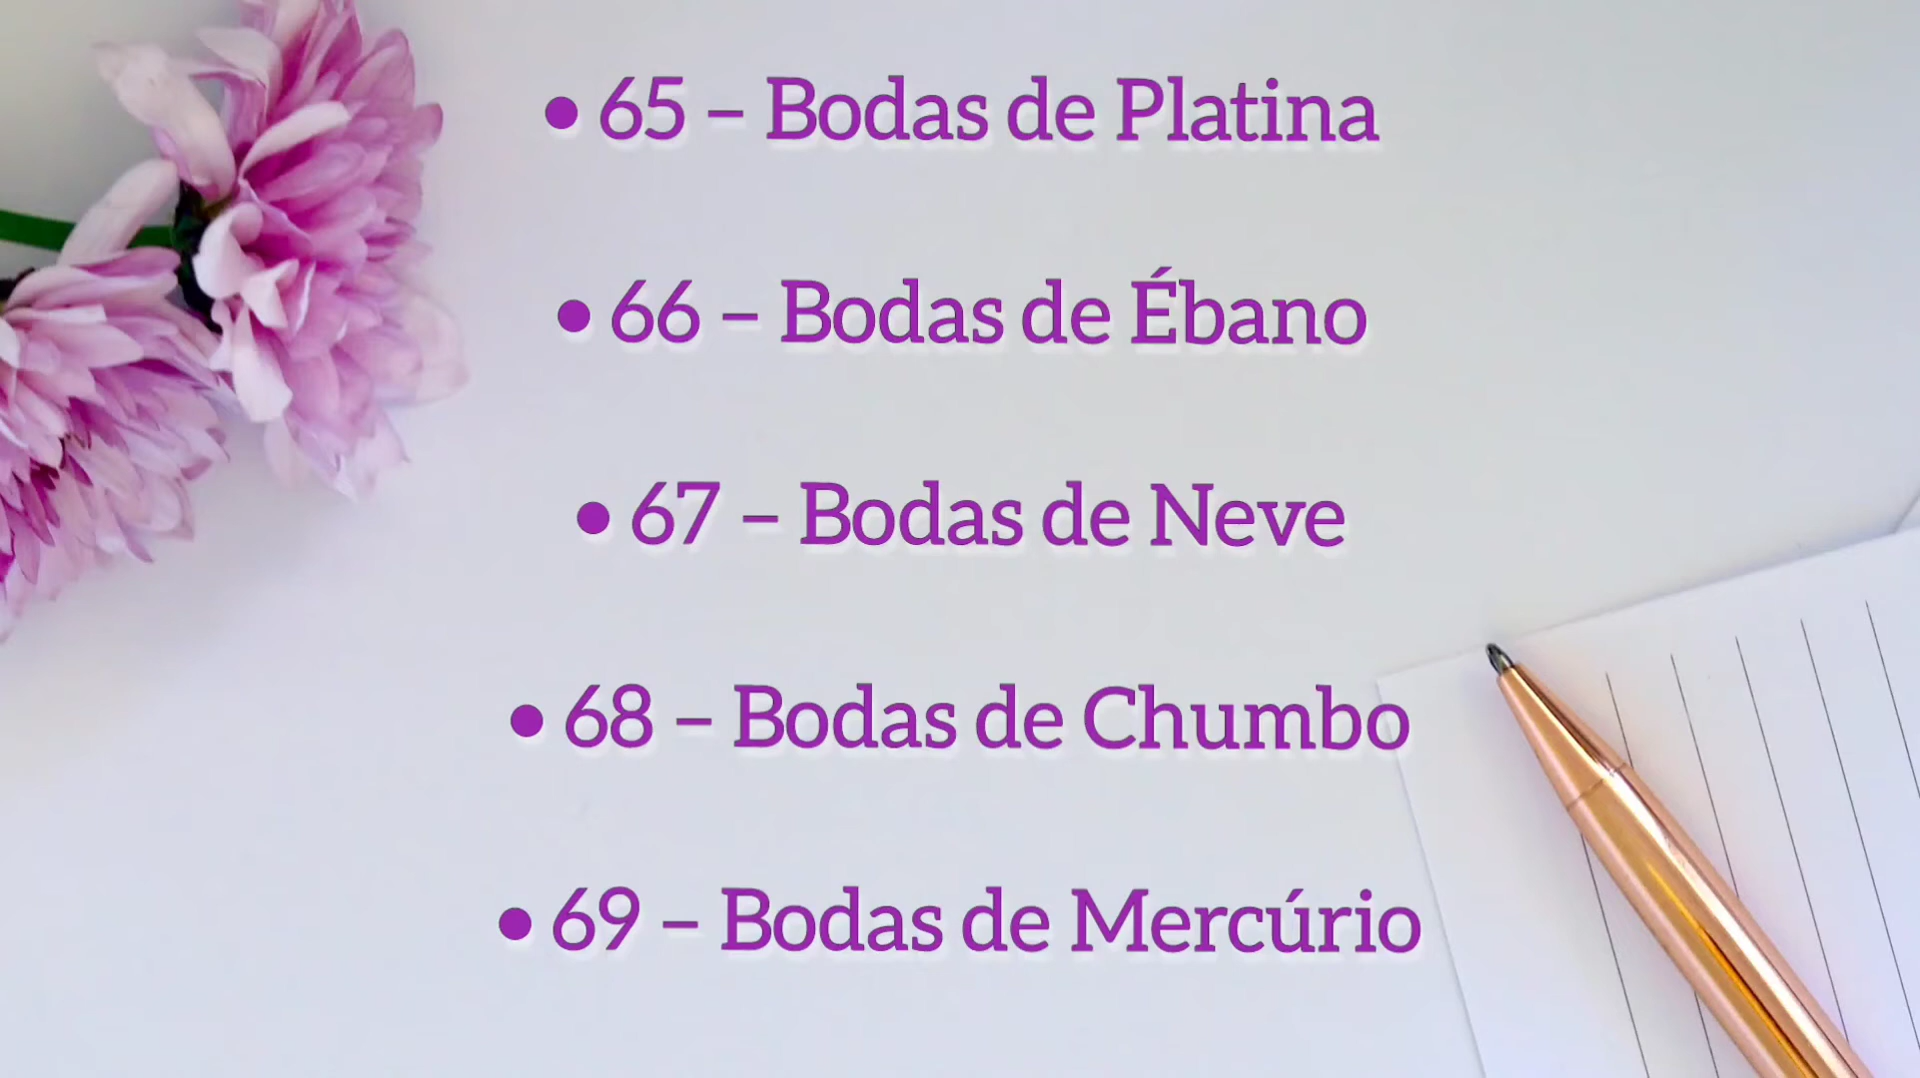 • 65 – Bodas de Platina
• 66 – Bodas de Ébano
• 67 – Bodas de Neve
• 68 – Bodas de Chumbo
• 69 – Bodas de Mercúrio